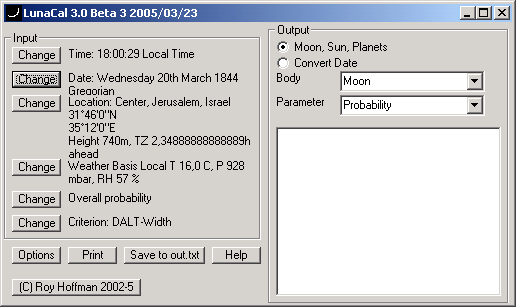 LunaCal 3.0 Beta 3 2005/03/23
Input
Change
Time: 18:00:29 Local Time
Change
Date: Wednesday 20th March 1844
Gregorian
Change
Location: Center, Jerusalem, Israel
31°46'0"N
35°12'0"E
Height 740m, TZ 2,34888888888889h
ahead
Change
Weather Basis Local T 16,0 C, P 928
mbar, RH 57 %
Change
Overall probability
Change
Criterion: DALT-Width
Options
Print
Save to out.txt
Help
(C) Roy Hoffman 2002-5
Output
Moon, Sun, Planets
Convert Date
Body
Moon
Parameter
Probability